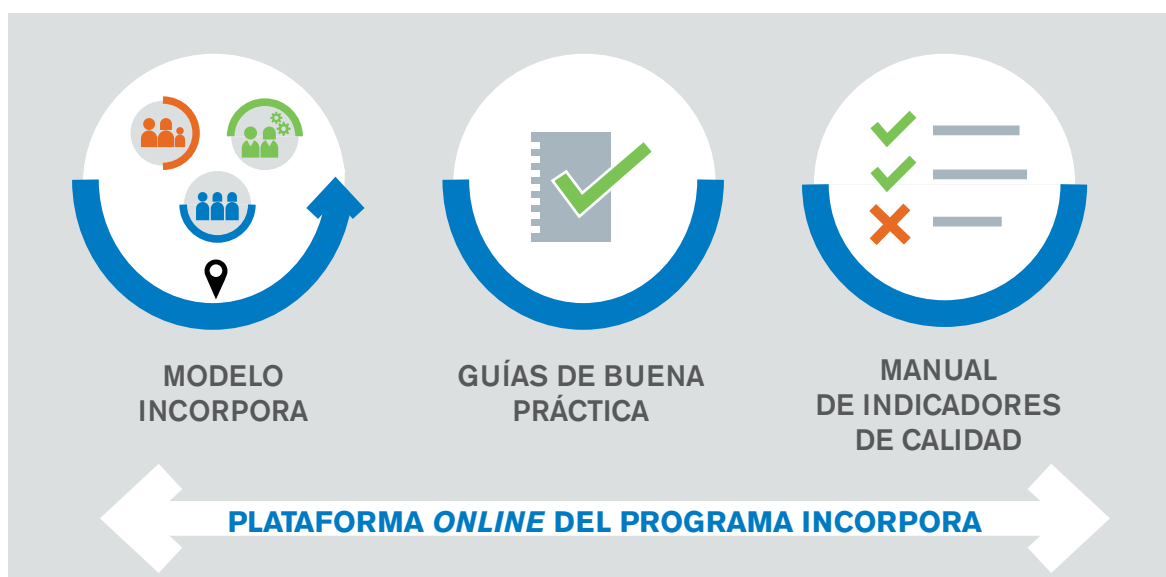 MODELO
INCORPORA
GUÍAS DE BUENA
PRÁCTICA
MANUAL
DE INDICADORES
DE CALIDAD
PLATAFORMA ONLINE DEL PROGRAMA INCORPORA